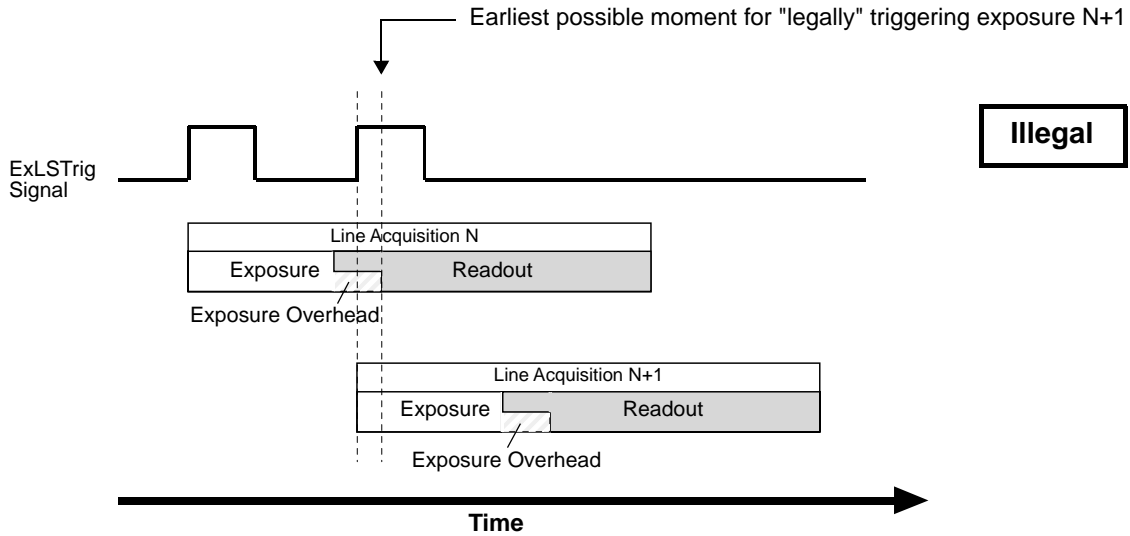 Earliest possible moment for "legally" triggering exposure N+1
Illegal
ExLSTrig
Signal
Line Acquisition N
Exposure
Readout
Exposure Overhead
Line Acquisition N+1
Exposure
Readout
Exposure Overhead
Time